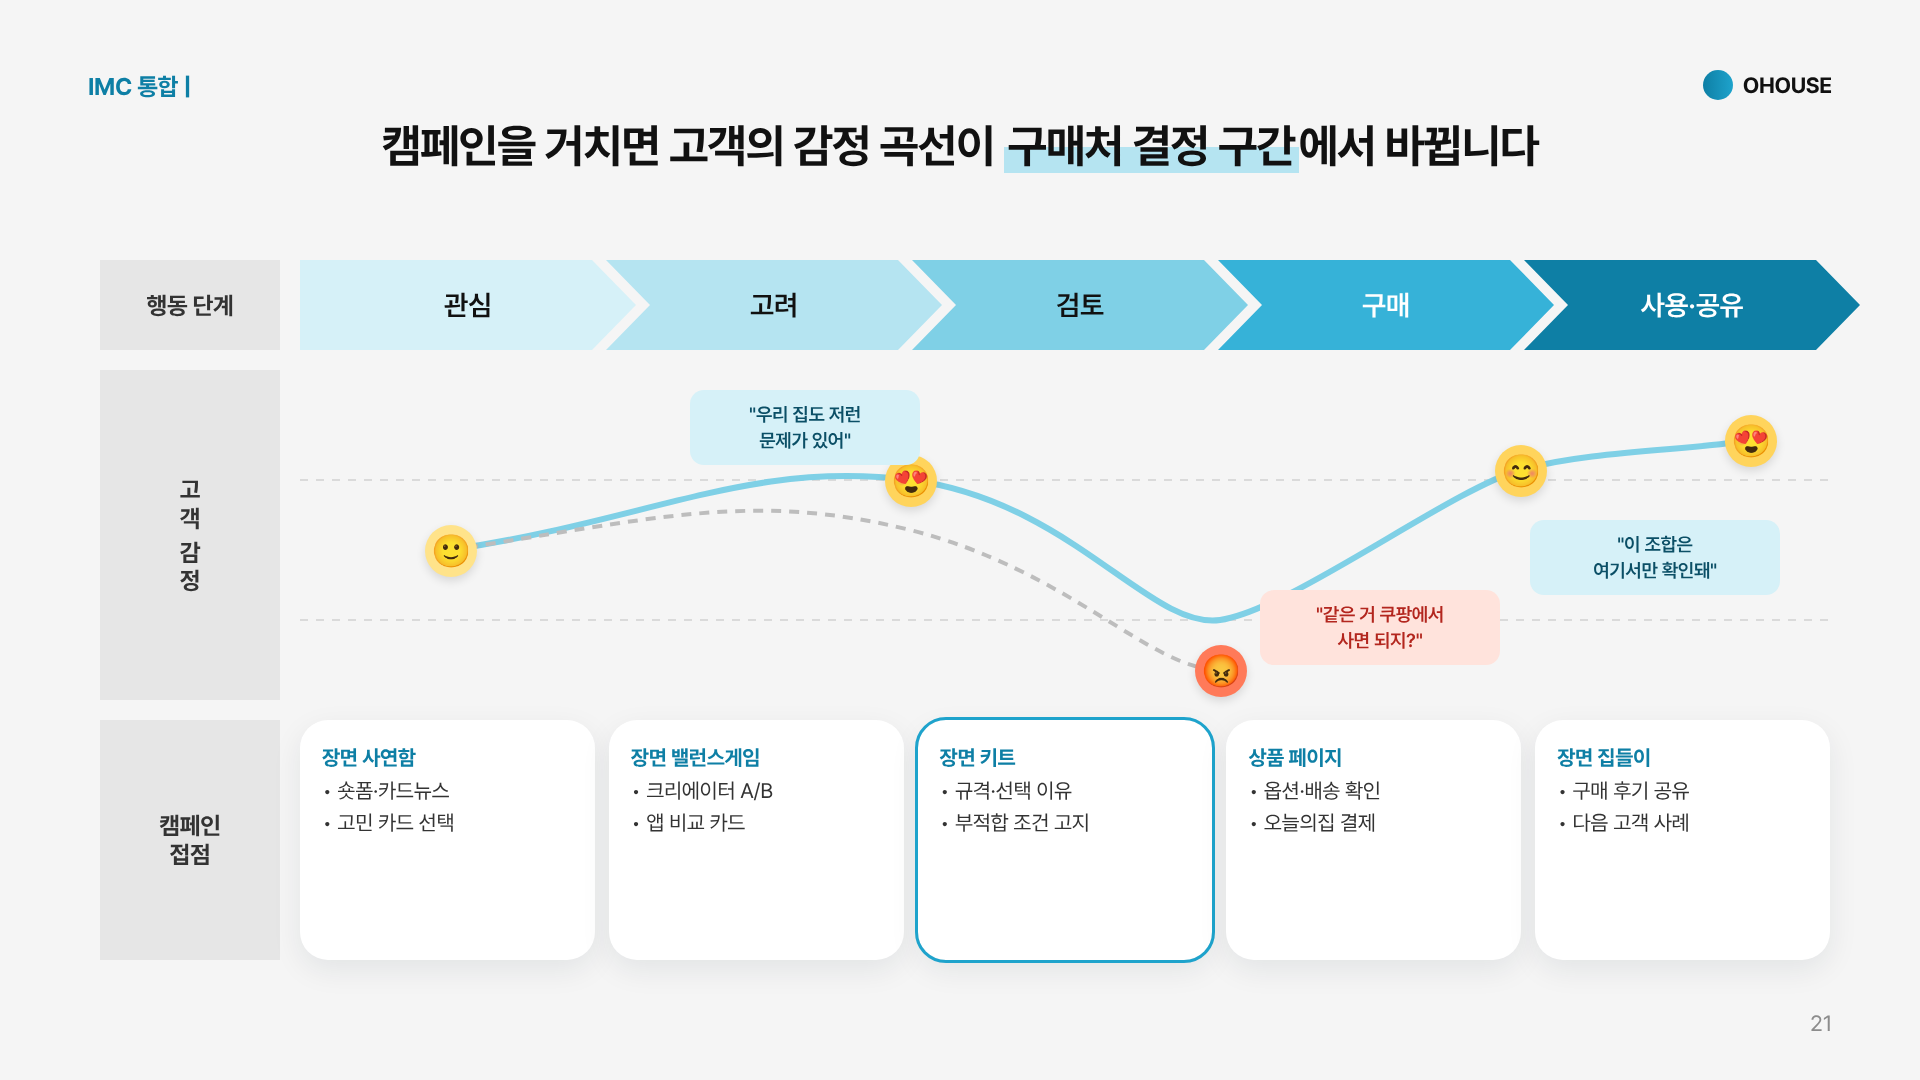 IMC 통합 |
OHOUSE
캠페인을 거치면 고객의 감정 곡선이 구매처 결정 구간에서 바뀝니다
행동 단계
관심
고려
검토
구매
사용·공유
고
객
감
정
"우리 집도 저런
문제가 있어"
"이 조합은
여기서만 확인돼"
"같은 거 쿠팡에서
사면 되지?"
캠페인
접점
장면 사연함
• 숏폼·카드뉴스
• 고민 카드 선택
장면 밸런스게임
• 크리에이터 A/B
• 앱 비교 카드
장면 키트
• 규격·선택 이유
• 부적합 조건 고지
상품 페이지
• 옵션·배송 확인
• 오늘의집 결제
장면 집들이
• 구매 후기 공유
• 다음 고객 사례
21